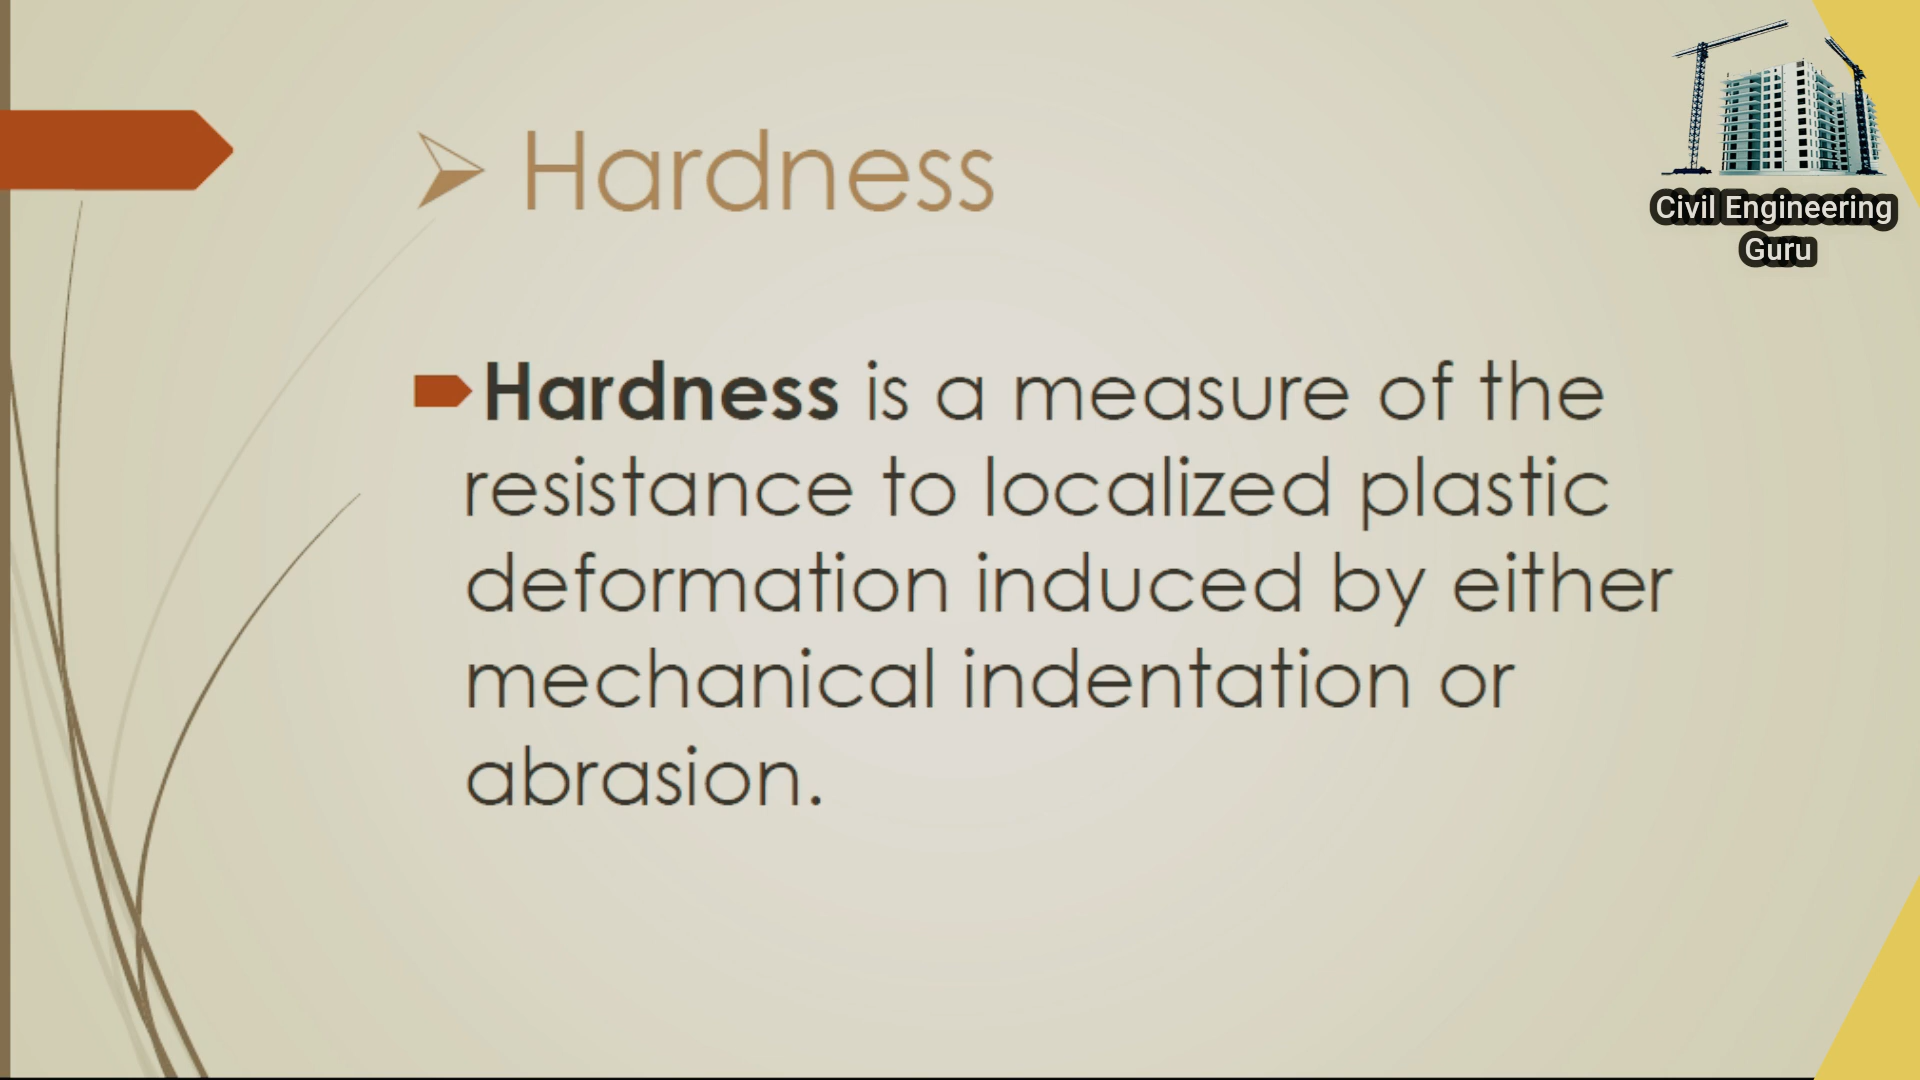 Hardness
Civil Engineering
Guru
Hardness is a measure of the
resistance to localized plastic
deformation induced by either
mechanical indentation or
abrasion.